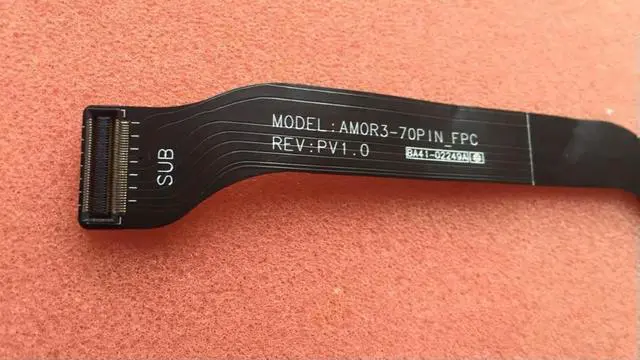 MODEL:AMOR3-70PIN_FPC
REV:PV1.0
BA41-02249A
SUB